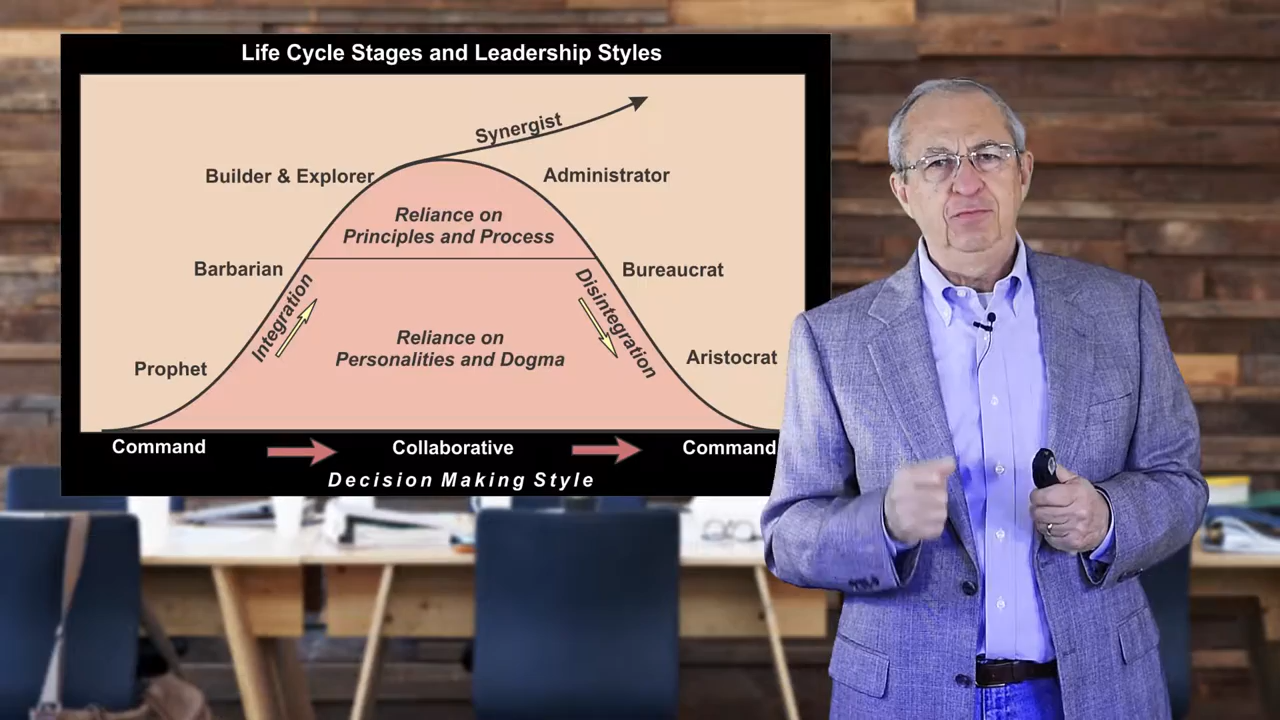 Life Cycle Stages and Leadership Styles
Synergist
Builder & Explorer
Administrator
Reliance on
Principles and Process
Barbarian
Bureaucrat
Integration
Disintegration
Reliance on
Personalities and Dogma
Prophet
Aristocrat
Command
Collaborative
Command
Decision Making Style